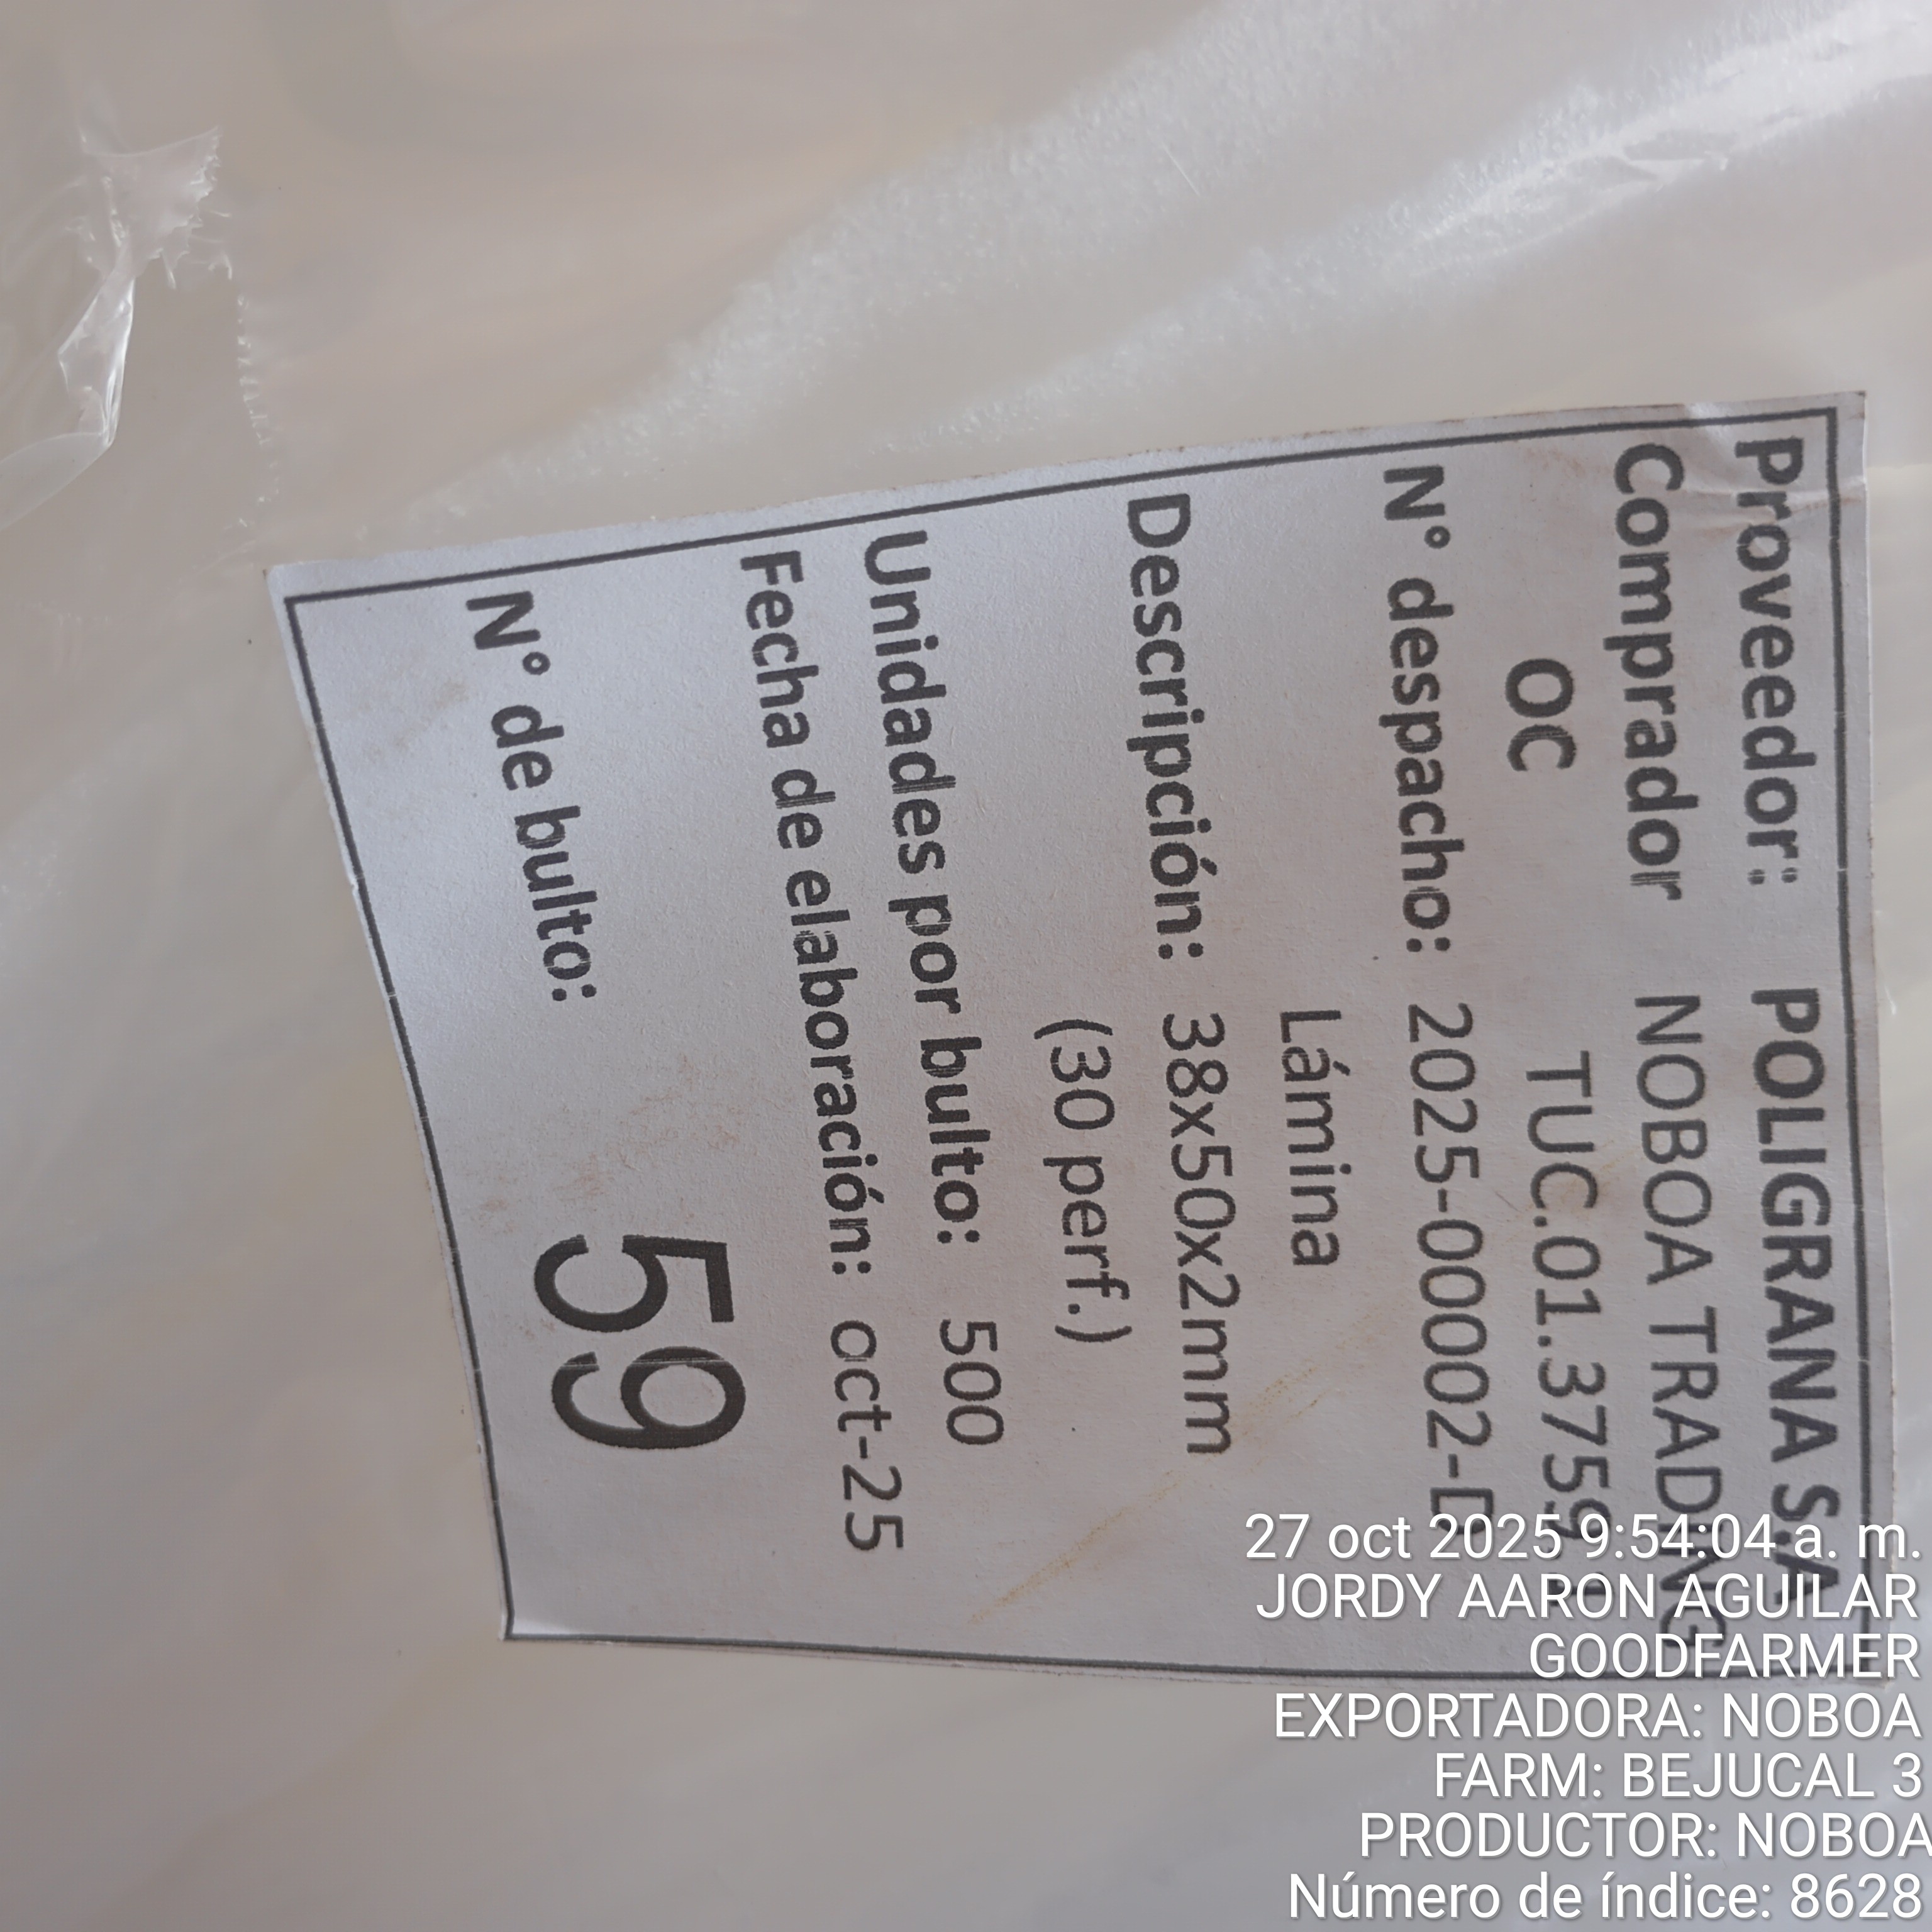 Proveedor: POLIGRANA S.A
Comprador NOBOA TRADING
OC TUC.01.3759
N° despacho: 2025-00002-D
Lámina
Descripción: 38x50x2mm
(30 perf.)
Unidades por bulto: 500
Fecha de elaboración: oct-25
N° de bulto: 59
27 oct 2025 9:54:04 a. m.
JORDY AARON AGUILAR
GOODFARMER
EXPORTADORA: NOBOA
FARM: BEJUCAL 3
PRODUCTOR: NOBOA
Número de índice: 8628